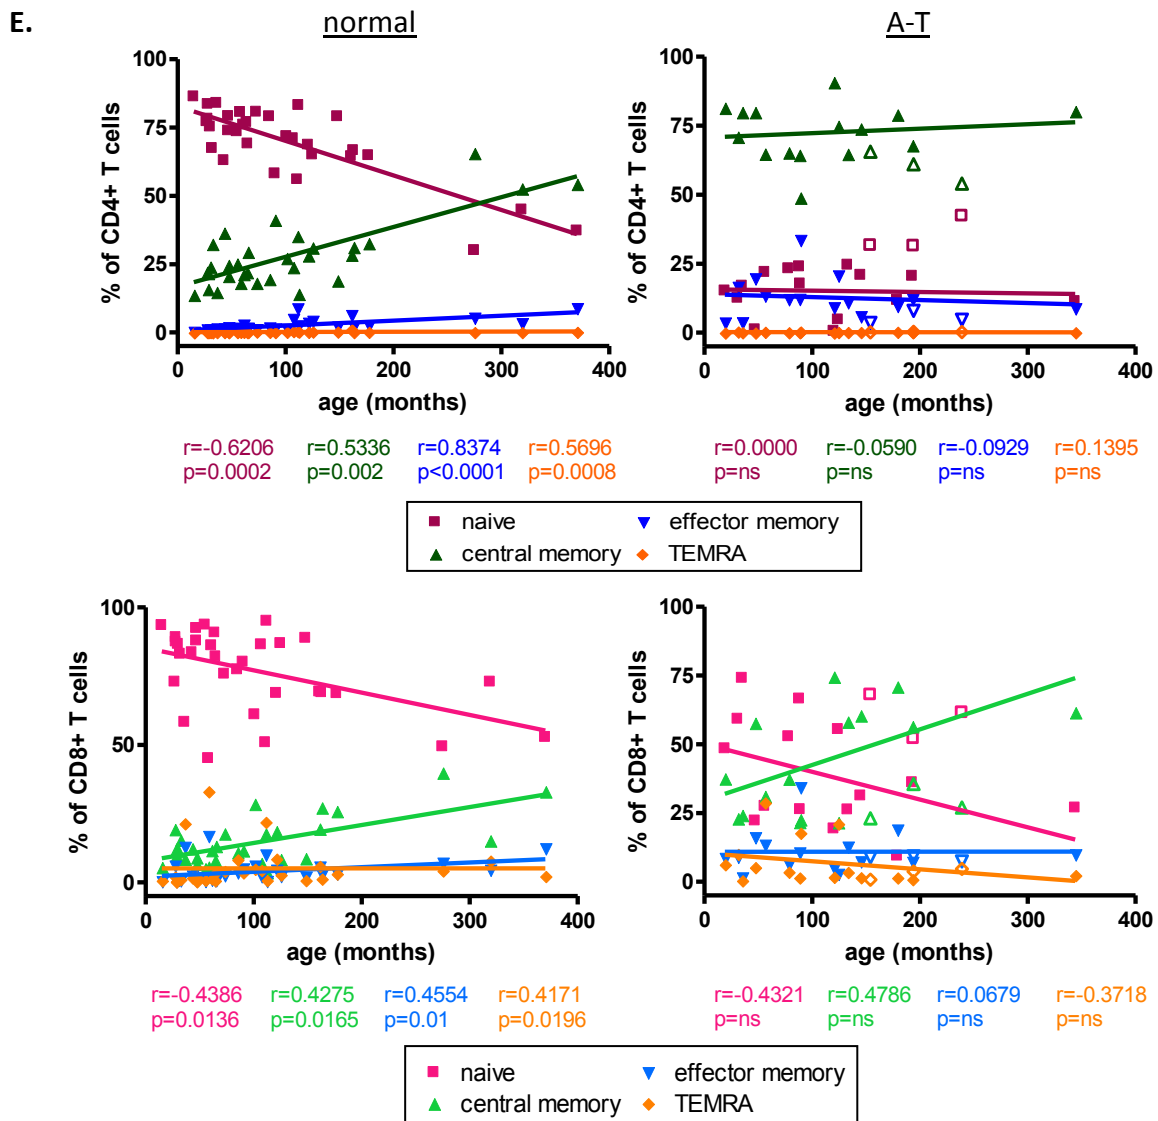 E.
normal
A-T
% of CD4+ T cells
100
75
50
25
0
0 100 200 300 400
age (months)
r=-0.6206 r=0.5336 r=0.8374 r=0.5696
p=0.0002 p=0.002 p<0.0001 p=0.0008
% of CD4+ T cells
100
75
50
25
0
0 100 200 300 400
age (months)
r=0.0000 r=-0.0590 r=-0.0929 r=0.1395
p=ns p=ns p=ns p=ns
naive effector memory
central memory TEMRA
% of CD8+ T cells
100
50
0
0 100 200 300 400
age (months)
r=-0.4386 r=0.4275 r=0.4554 r=0.4171
p=0.0136 p=0.0165 p=0.01 p=0.0196
% of CD8+ T cells
100
75
50
25
0
0 100 200 300 400
age (months)
r=-0.4321 r=0.4786 r=0.0679 r=-0.3718
p=ns p=ns p=ns p=ns
naive effector memory
central memory TEMRA